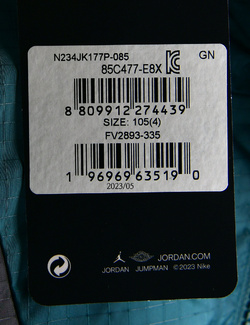 N234JK177P-085 GN
85C477-E8X
8 809912 274439
SIZE: 105(4)
FV2893-335
1 96969 63519 0
2023/05
JORDAN.COM
JORDAN JUMPMAN © 2023 Nike